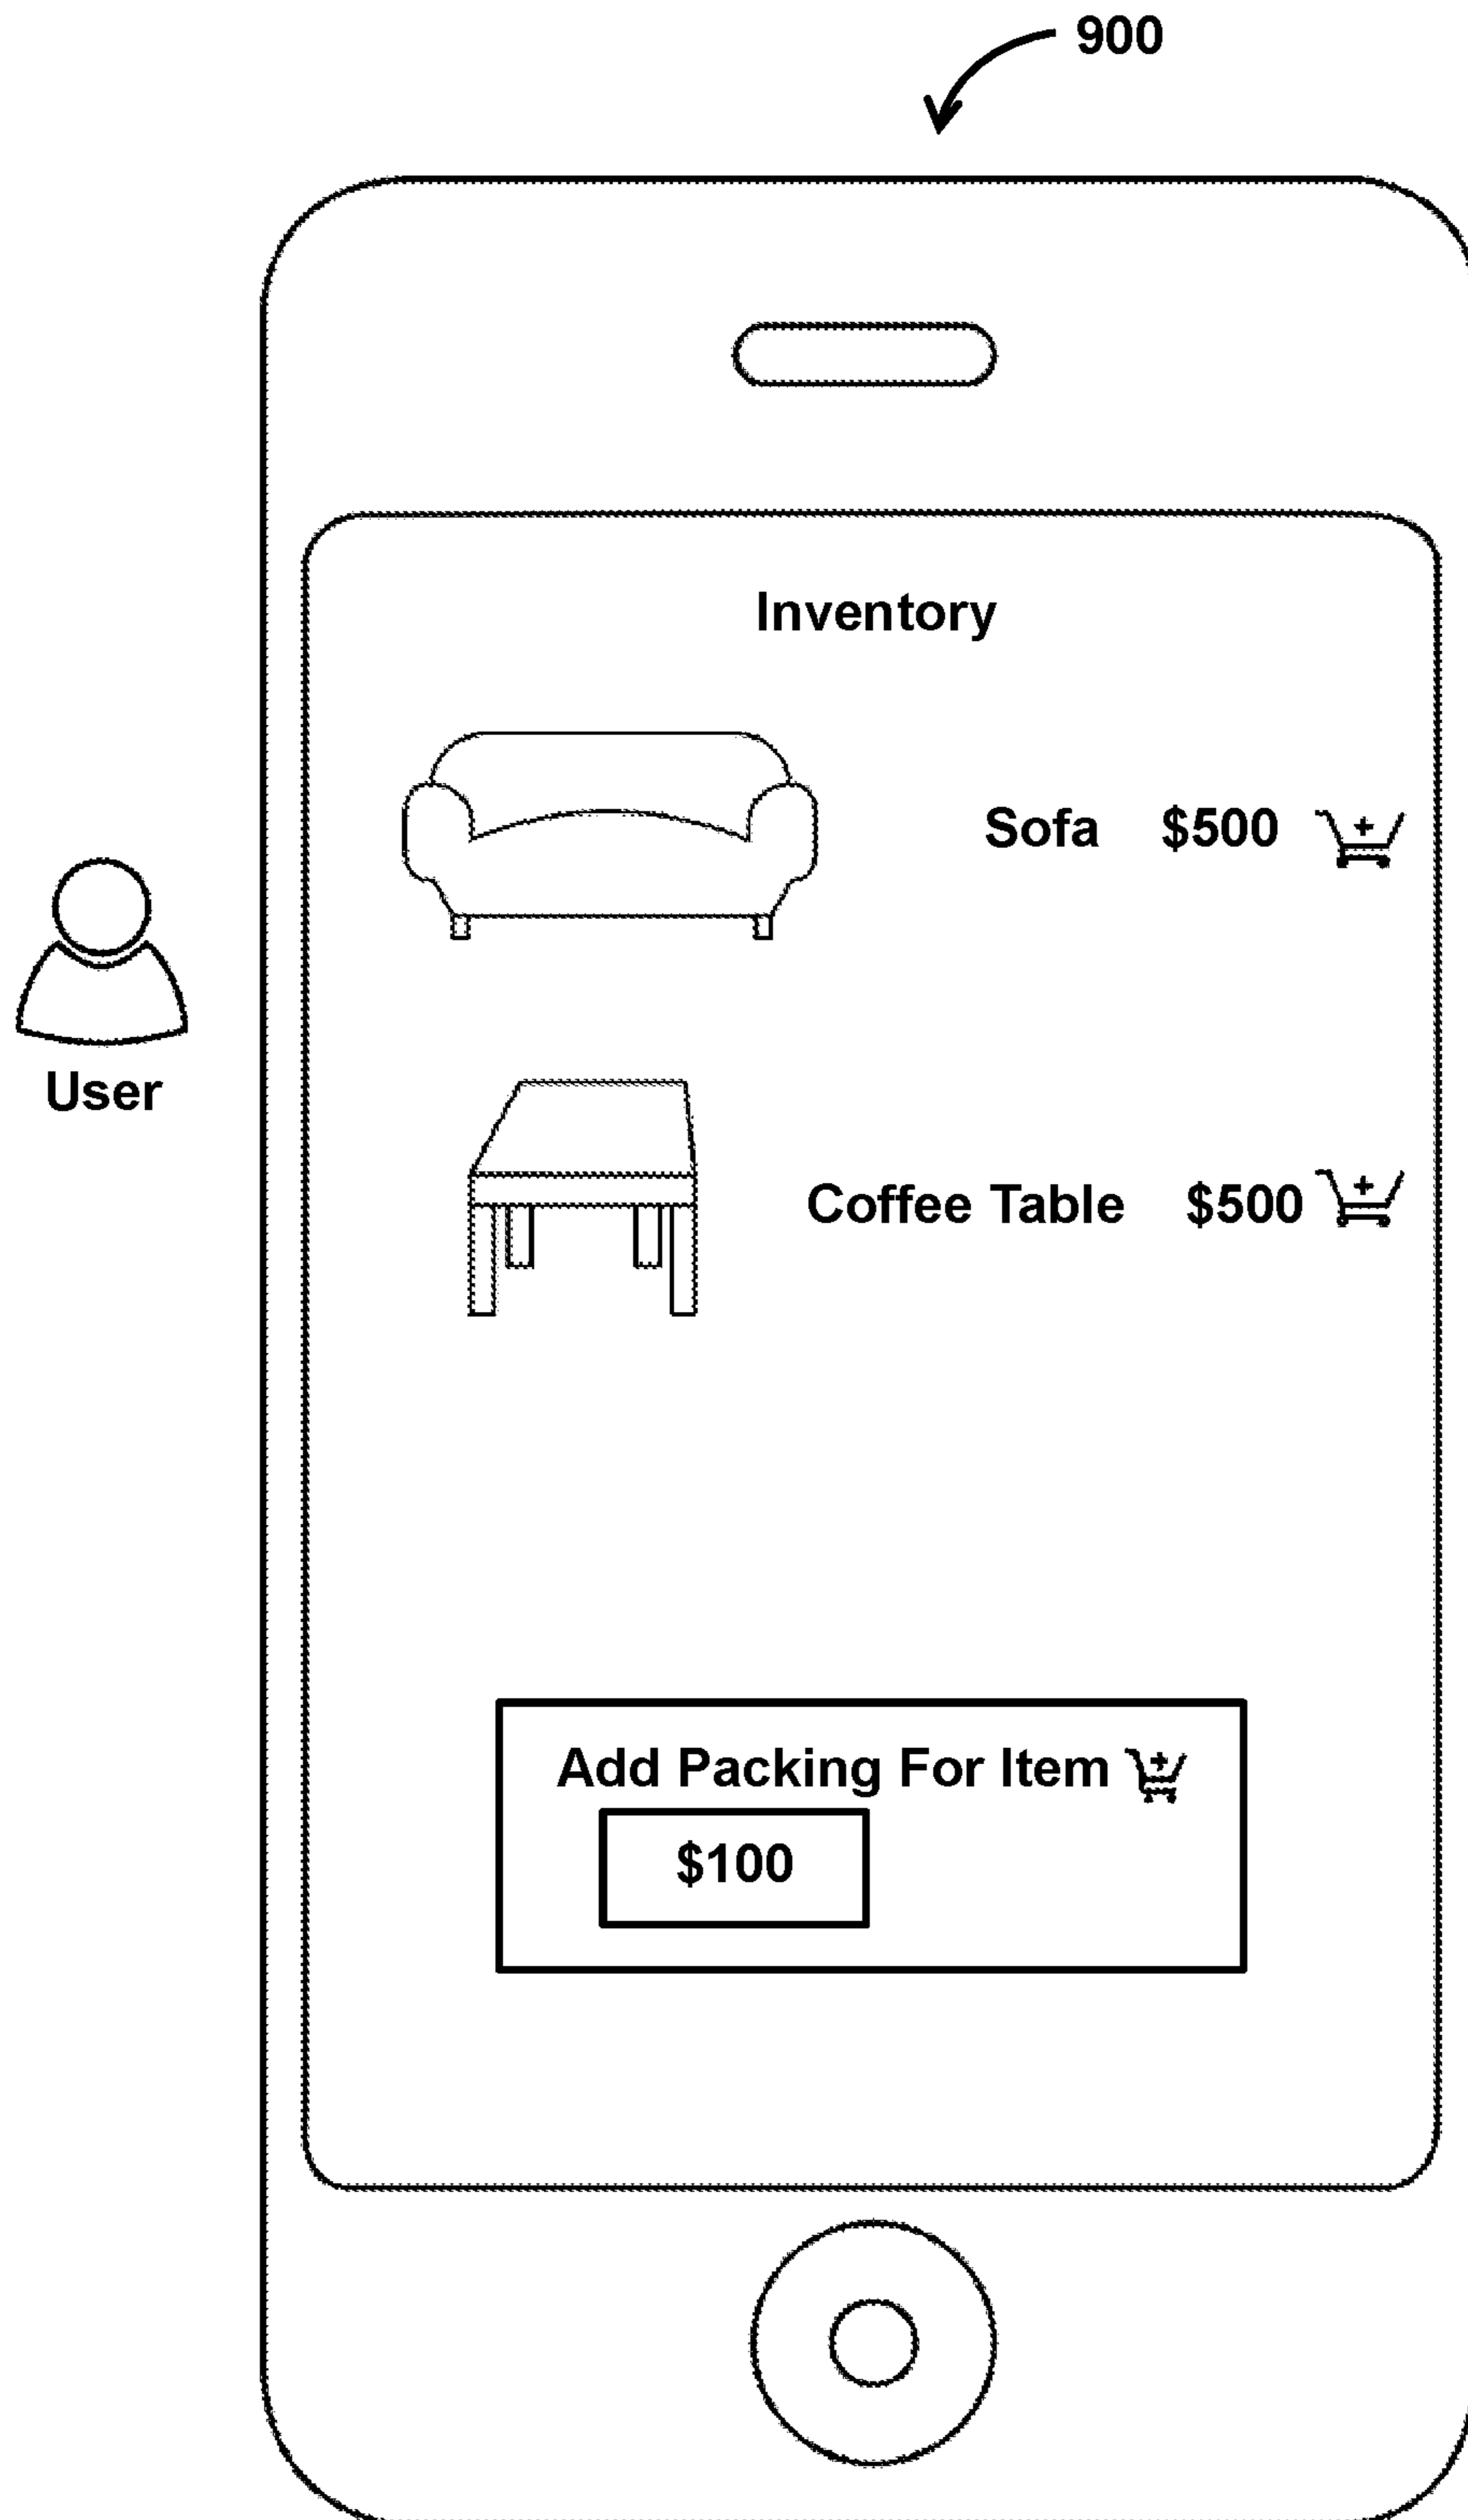 900
Inventory
Sofa $500
User
Coffee Table $500
Add Packing For Item
$100